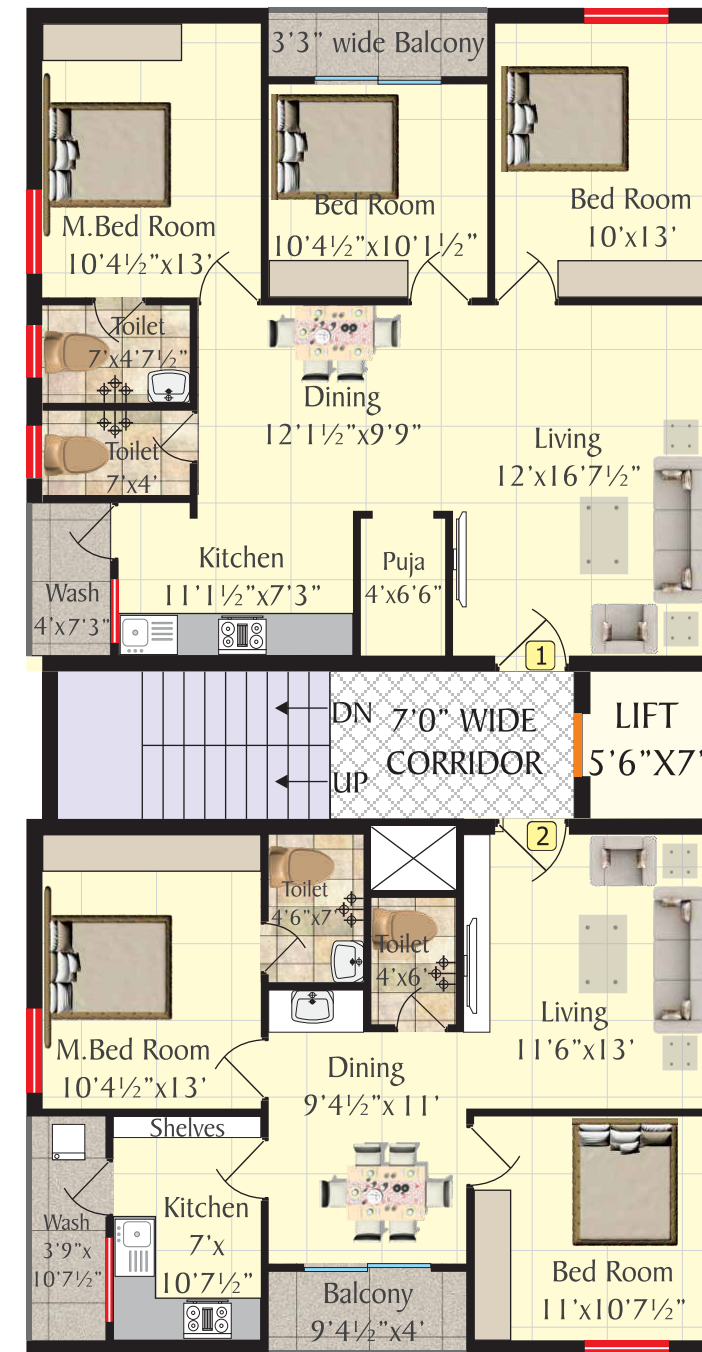 3'3" wide Balcony
M.Bed Room
10'4½"x13'
Bed Room
10'4½"x10'1½"
Bed Room
10'x13'
Toilet
7'x4'7½"
Dining
12'1½"x9'9"
Toilet
7'x4'
Living
12'x16'7½"
Kitchen
11'1½"x7'3"
Puja
4'x6'6"
Wash
4'x7'3"
1
DN
UP
7'0" WIDE
CORRIDOR
LIFT
5'6"X7'
2
Toilet
4'6"x7'
Toilet
4'x6'
M.Bed Room
10'4½"x13'
Living
11'6"x13'
Dining
9'4½"x 11'
Shelves
Kitchen
7'x
10'7½"
Wash
3'9"x
10'7½"
Balcony
9'4½"x4'
Bed Room
11'x10'7½"